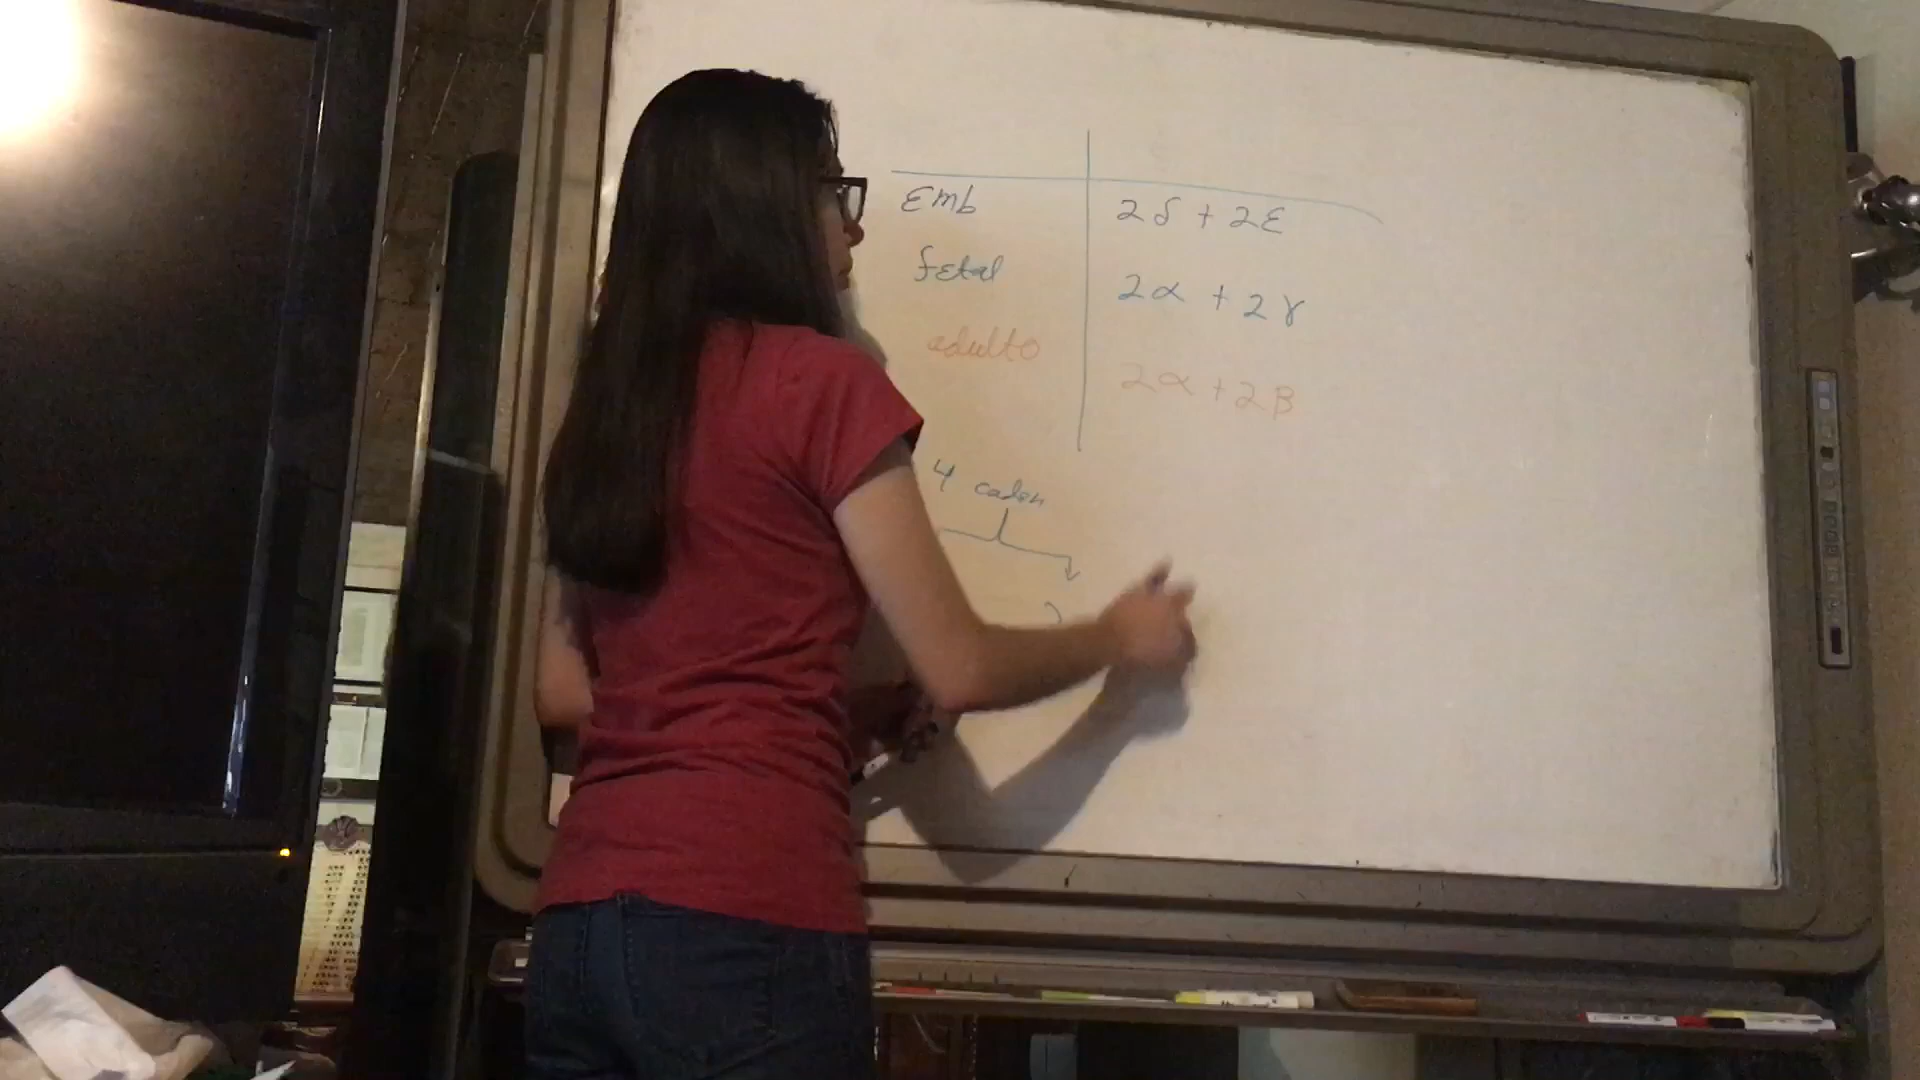 Emb 2δ + 2ε
fetal 2α + 2γ
adulto 2α + 2β
4 caden